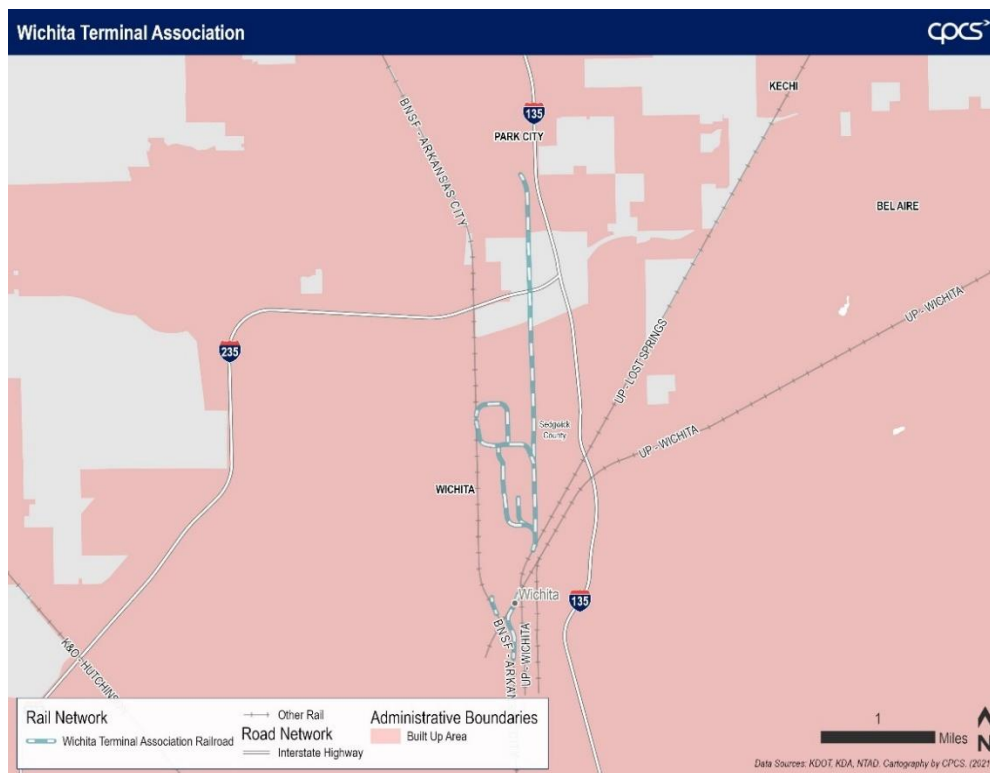 Wichita Terminal Association
cpcs
KECHI
135
PARK CITY
BNSF - ARKANSAS CITY
BEL AIRE
UP - WICHITA
235
UP - LOST SPRINGS
Sedgwick
County
UP - WICHITA
WICHITA
Wichita
135
BNSF - ARKAN
UP - WICHITA
K&O - HUTCHINS
Rail Network
Wichita Terminal Association Railroad
Other Rail
Road Network
Interstate Highway
Administrative Boundaries
Built Up Area
1
Miles
N
Data Sources: KDOT, KDA, NTAD. Cartography by CPCS. (2021)